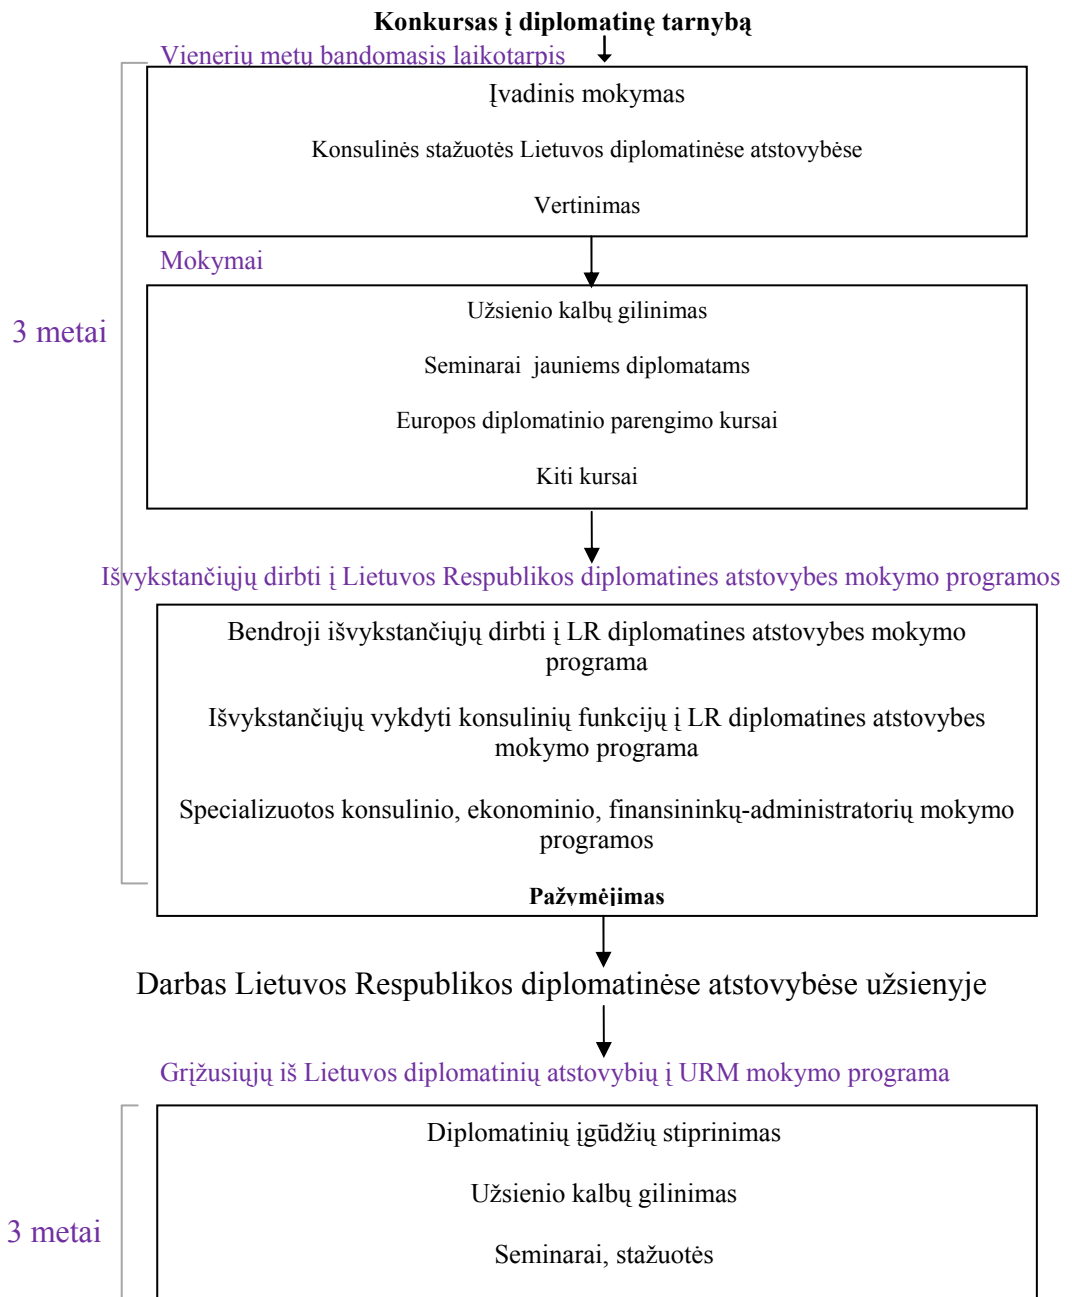 Konkursas į diplomatinę tarnybą
Vienerių metų bandomasis laikotarpis
Įvadinis mokymas
Konsulinės stažuotės Lietuvos diplomatinėse atstovybėse
Vertinimas
Mokymai
3 metai
Užsienio kalbų gilinimas
Seminarai jauniems diplomatams
Europos diplomatinio parengimo kursai
Kiti kursai
Išvykstančiųjų dirbti į Lietuvos Respublikos diplomatines atstovybes mokymo programos
Bendroji išvykstančiųjų dirbti į LR diplomatines atstovybes mokymo
programa
Išvykstančiųjų vykdyti konsulinių funkcijų į LR diplomatines atstovybes
mokymo programa
Specializuotos konsulinio, ekonominio, finansininkų-administratorių mokymo
programos
Pažymėjimas
Darbas Lietuvos Respublikos diplomatinėse atstovybėse užsienyje
Grįžusiųjų iš Lietuvos diplomatinių atstovybių į URM mokymo programa
Diplomatinių įgūdžių stiprinimas
Užsienio kalbų gilinimas
3 metai
Seminarai, stažuotės